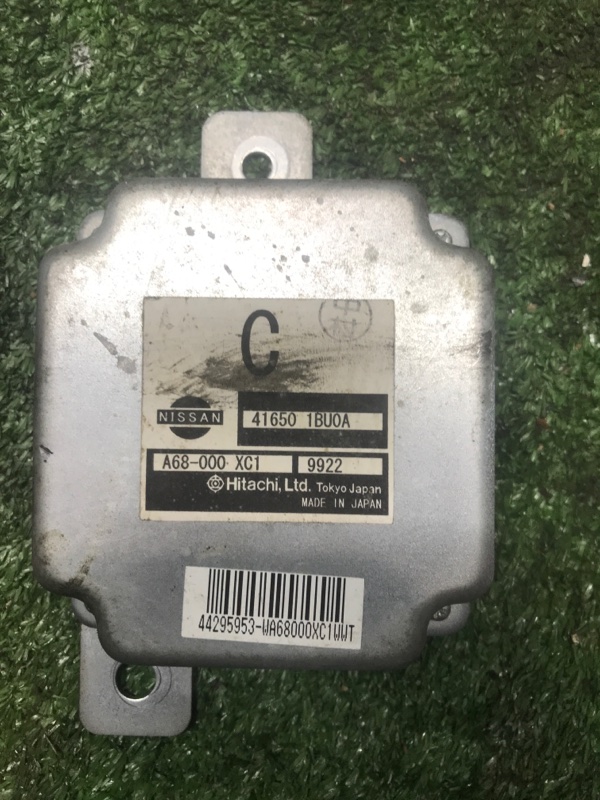 C
NISSAN
41650 1BU0A
A68-000 XC1
9922
Hitachi, Ltd. Tokyo Japan
MADE IN JAPAN
44295953-WA68000XC1WWT